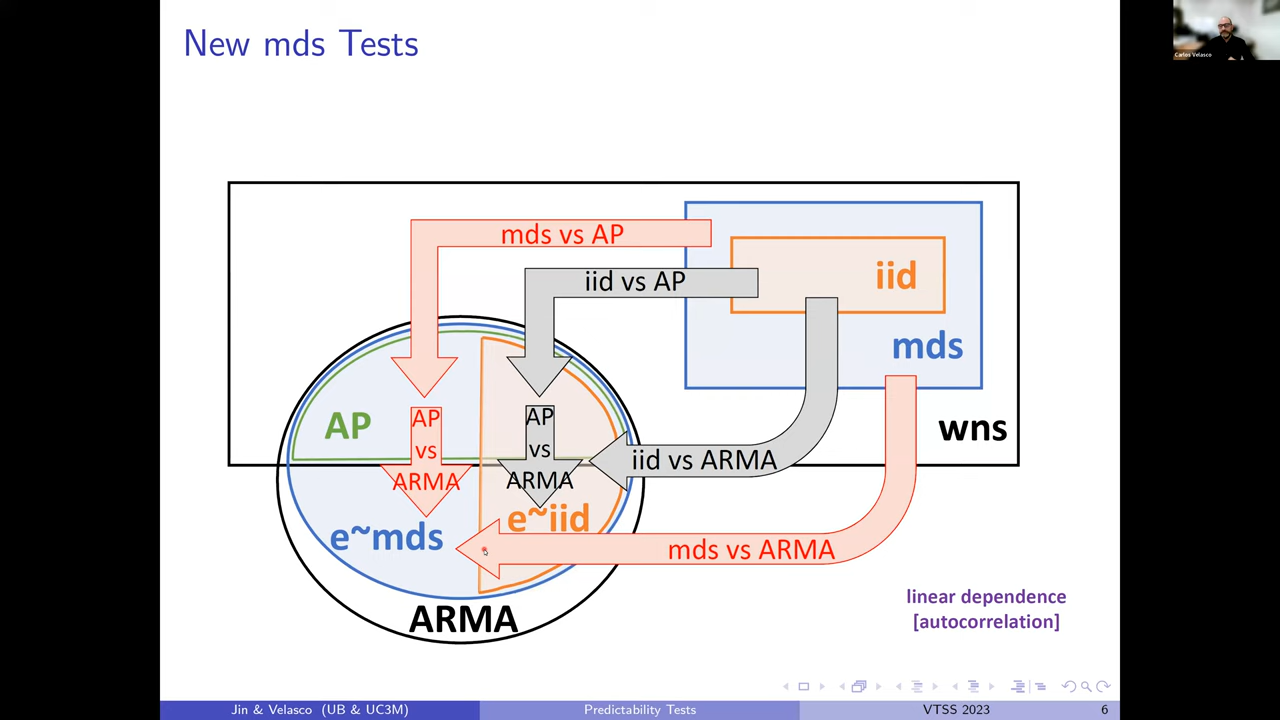 New mds Tests
Carlos Velasco
mds vs AP
iid vs AP
iid
mds
wns
AP
AP
vs
ARMA
AP
vs
ARMA
iid vs ARMA
e~iid
e~mds
mds vs ARMA
ARMA
linear dependence
[autocorrelation]
Jin & Velasco (UB & UC3M)
Predictability Tests
VTSS 2023
6